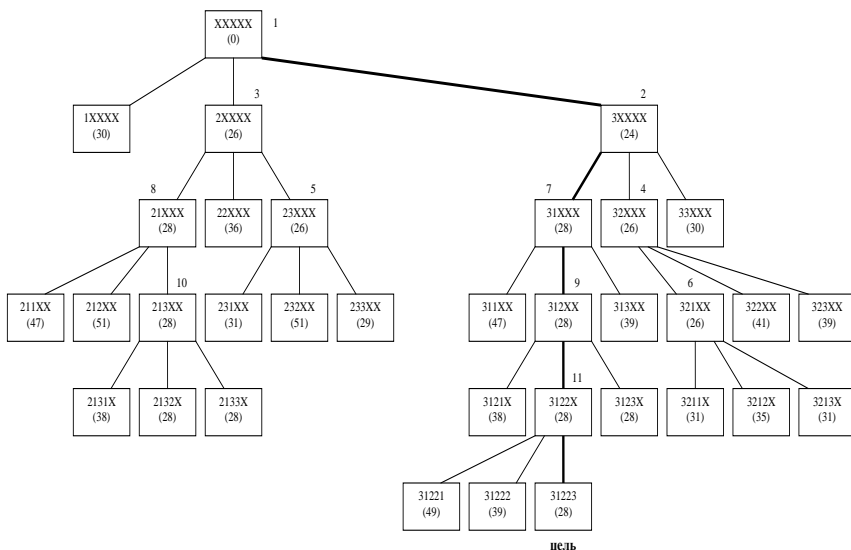 XXXXX 1
(0)
3 2
1XXXX 2XXXX 3XXXX
(30) (26) (24)
8 5 7 4
21XXX 22XXX 23XXX 31XXX 32XXX 33XXX
(28) (36) (26) (28) (26) (30)
10 9 6
211XX 212XX 213XX 231XX 232XX 233XX 311XX 312XX 313XX 321XX 322XX 323XX
(47) (51) (28) (31) (51) (29) (47) (28) (39) (26) (41) (39)
11
2131X 2132X 2133X 3121X 3122X 3123X 3211X 3212X 3213X
(38) (28) (28) (38) (28) (28) (31) (35) (31)
31221 31222 31223
(49) (39) (28)
цель